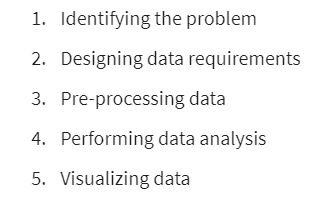 1. Identifying the problem
2. Designing data requirements
3. Pre-processing data
4. Performing data analysis
5. Visualizing data